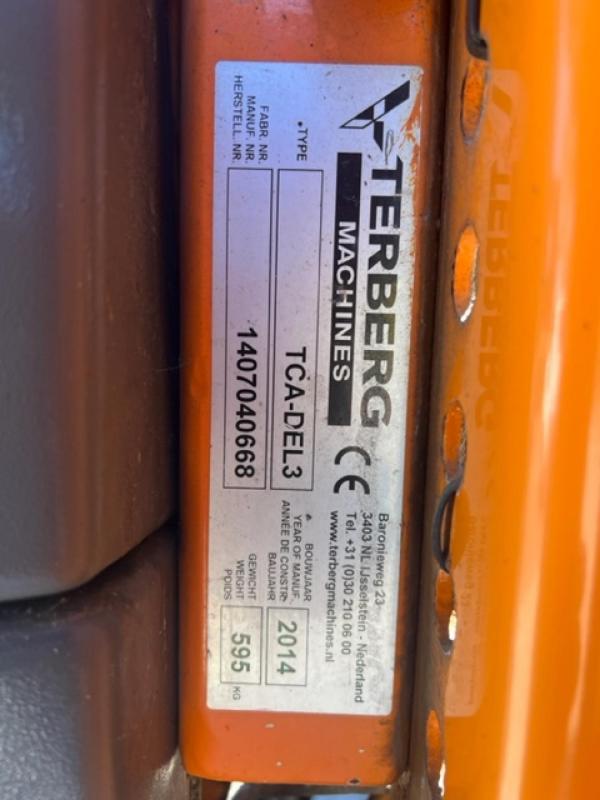 TERBERG
MACHINES
CE
Baronieweg 23
3403 NL IJsselstein - Nederland
Tel. +31 (0)30 210 06 00
www.terbergmachines.nl
TYPE
TCA-DEL3
BOUWJAAR
YEAR OF MANUF.
ANNÉE DE CONSTR.
BAUJAHR
2014
FABR. NR.
MANUF. NR.
HERSTELL. NR.
1407040668
GEWICHT
WEIGHT
POIDS
595
KG
TERBERG